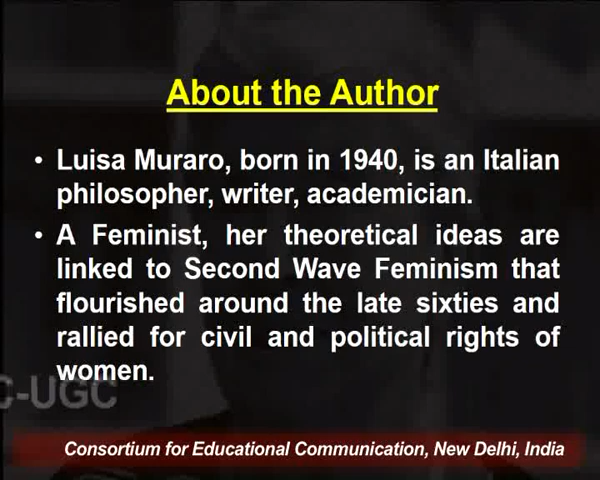 About the Author
• Luisa Muraro, born in 1940, is an Italian
philosopher, writer, academician.
• A Feminist, her theoretical ideas are
linked to Second Wave Feminism that
flourished around the late sixties and
rallied for civil and political rights of
women.
C-UGC
Consortium for Educational Communication, New Delhi, India